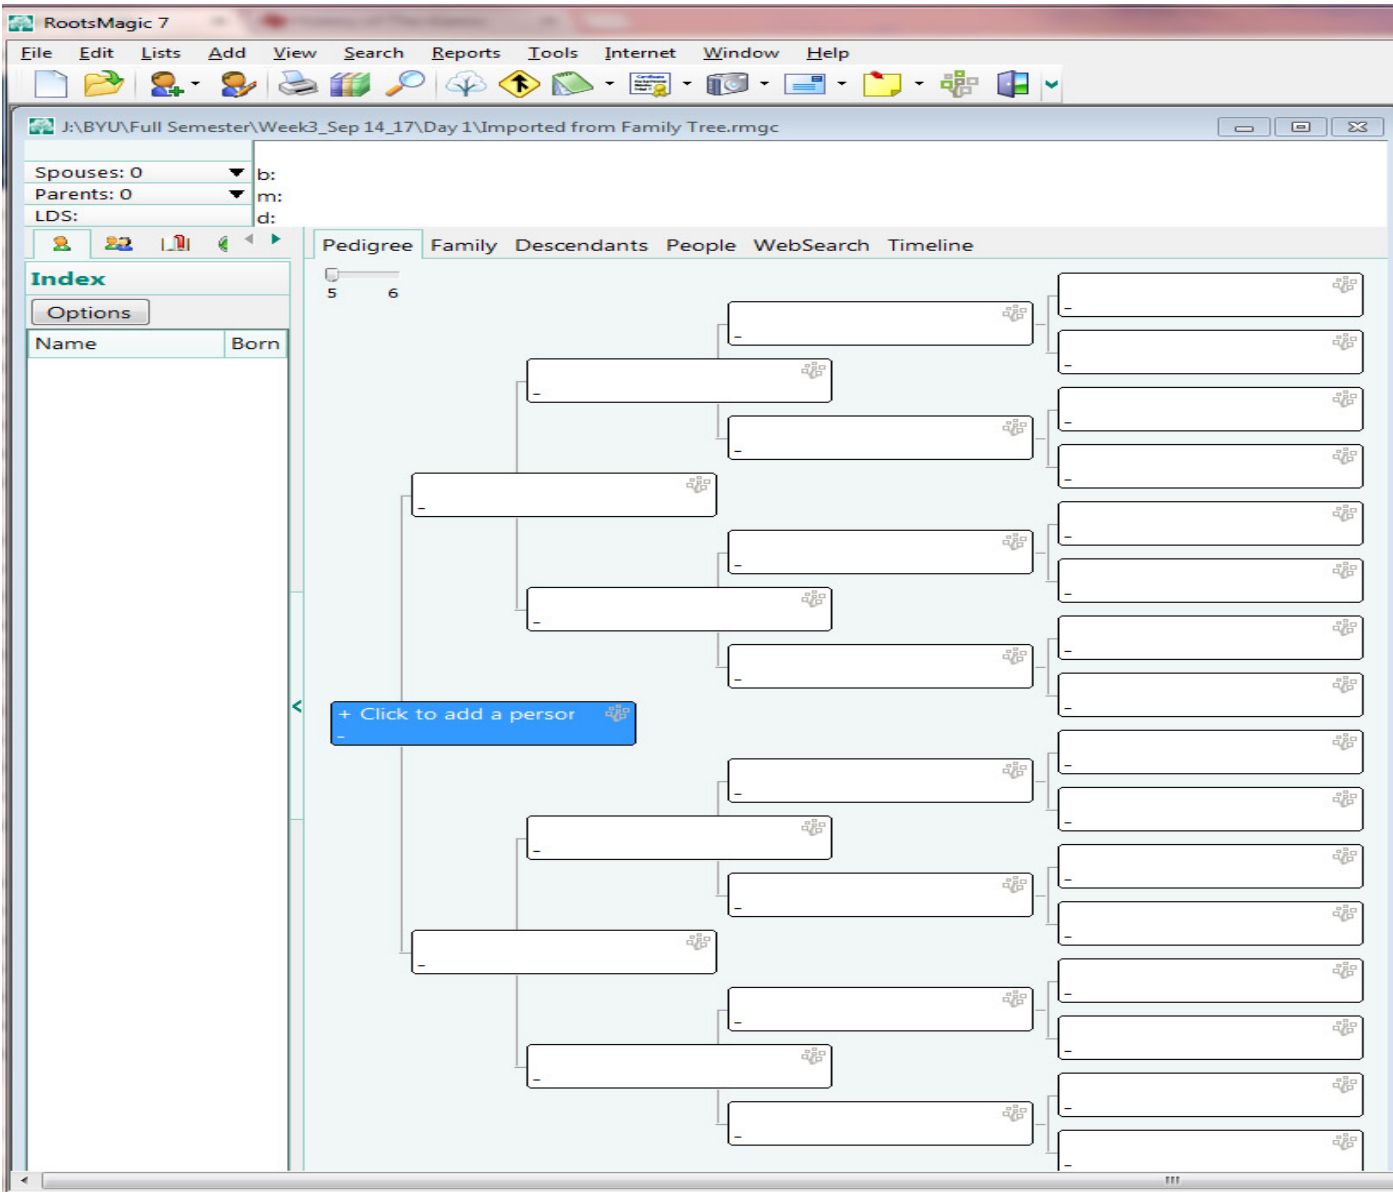 RootsMagic 7
File Edit Lists Add View Search Reports Tools Internet Window Help
J:\BYU\Full Semester\Week3_Sep 14_17\Day 1\Imported from Family Tree.rmgc
Spouses: 0
b:
Parents: 0
m:
LDS:
d:
Pedigree Family Descendants People WebSearch Timeline
Index
5 6
Options
Name Born
+ Click to add a persor